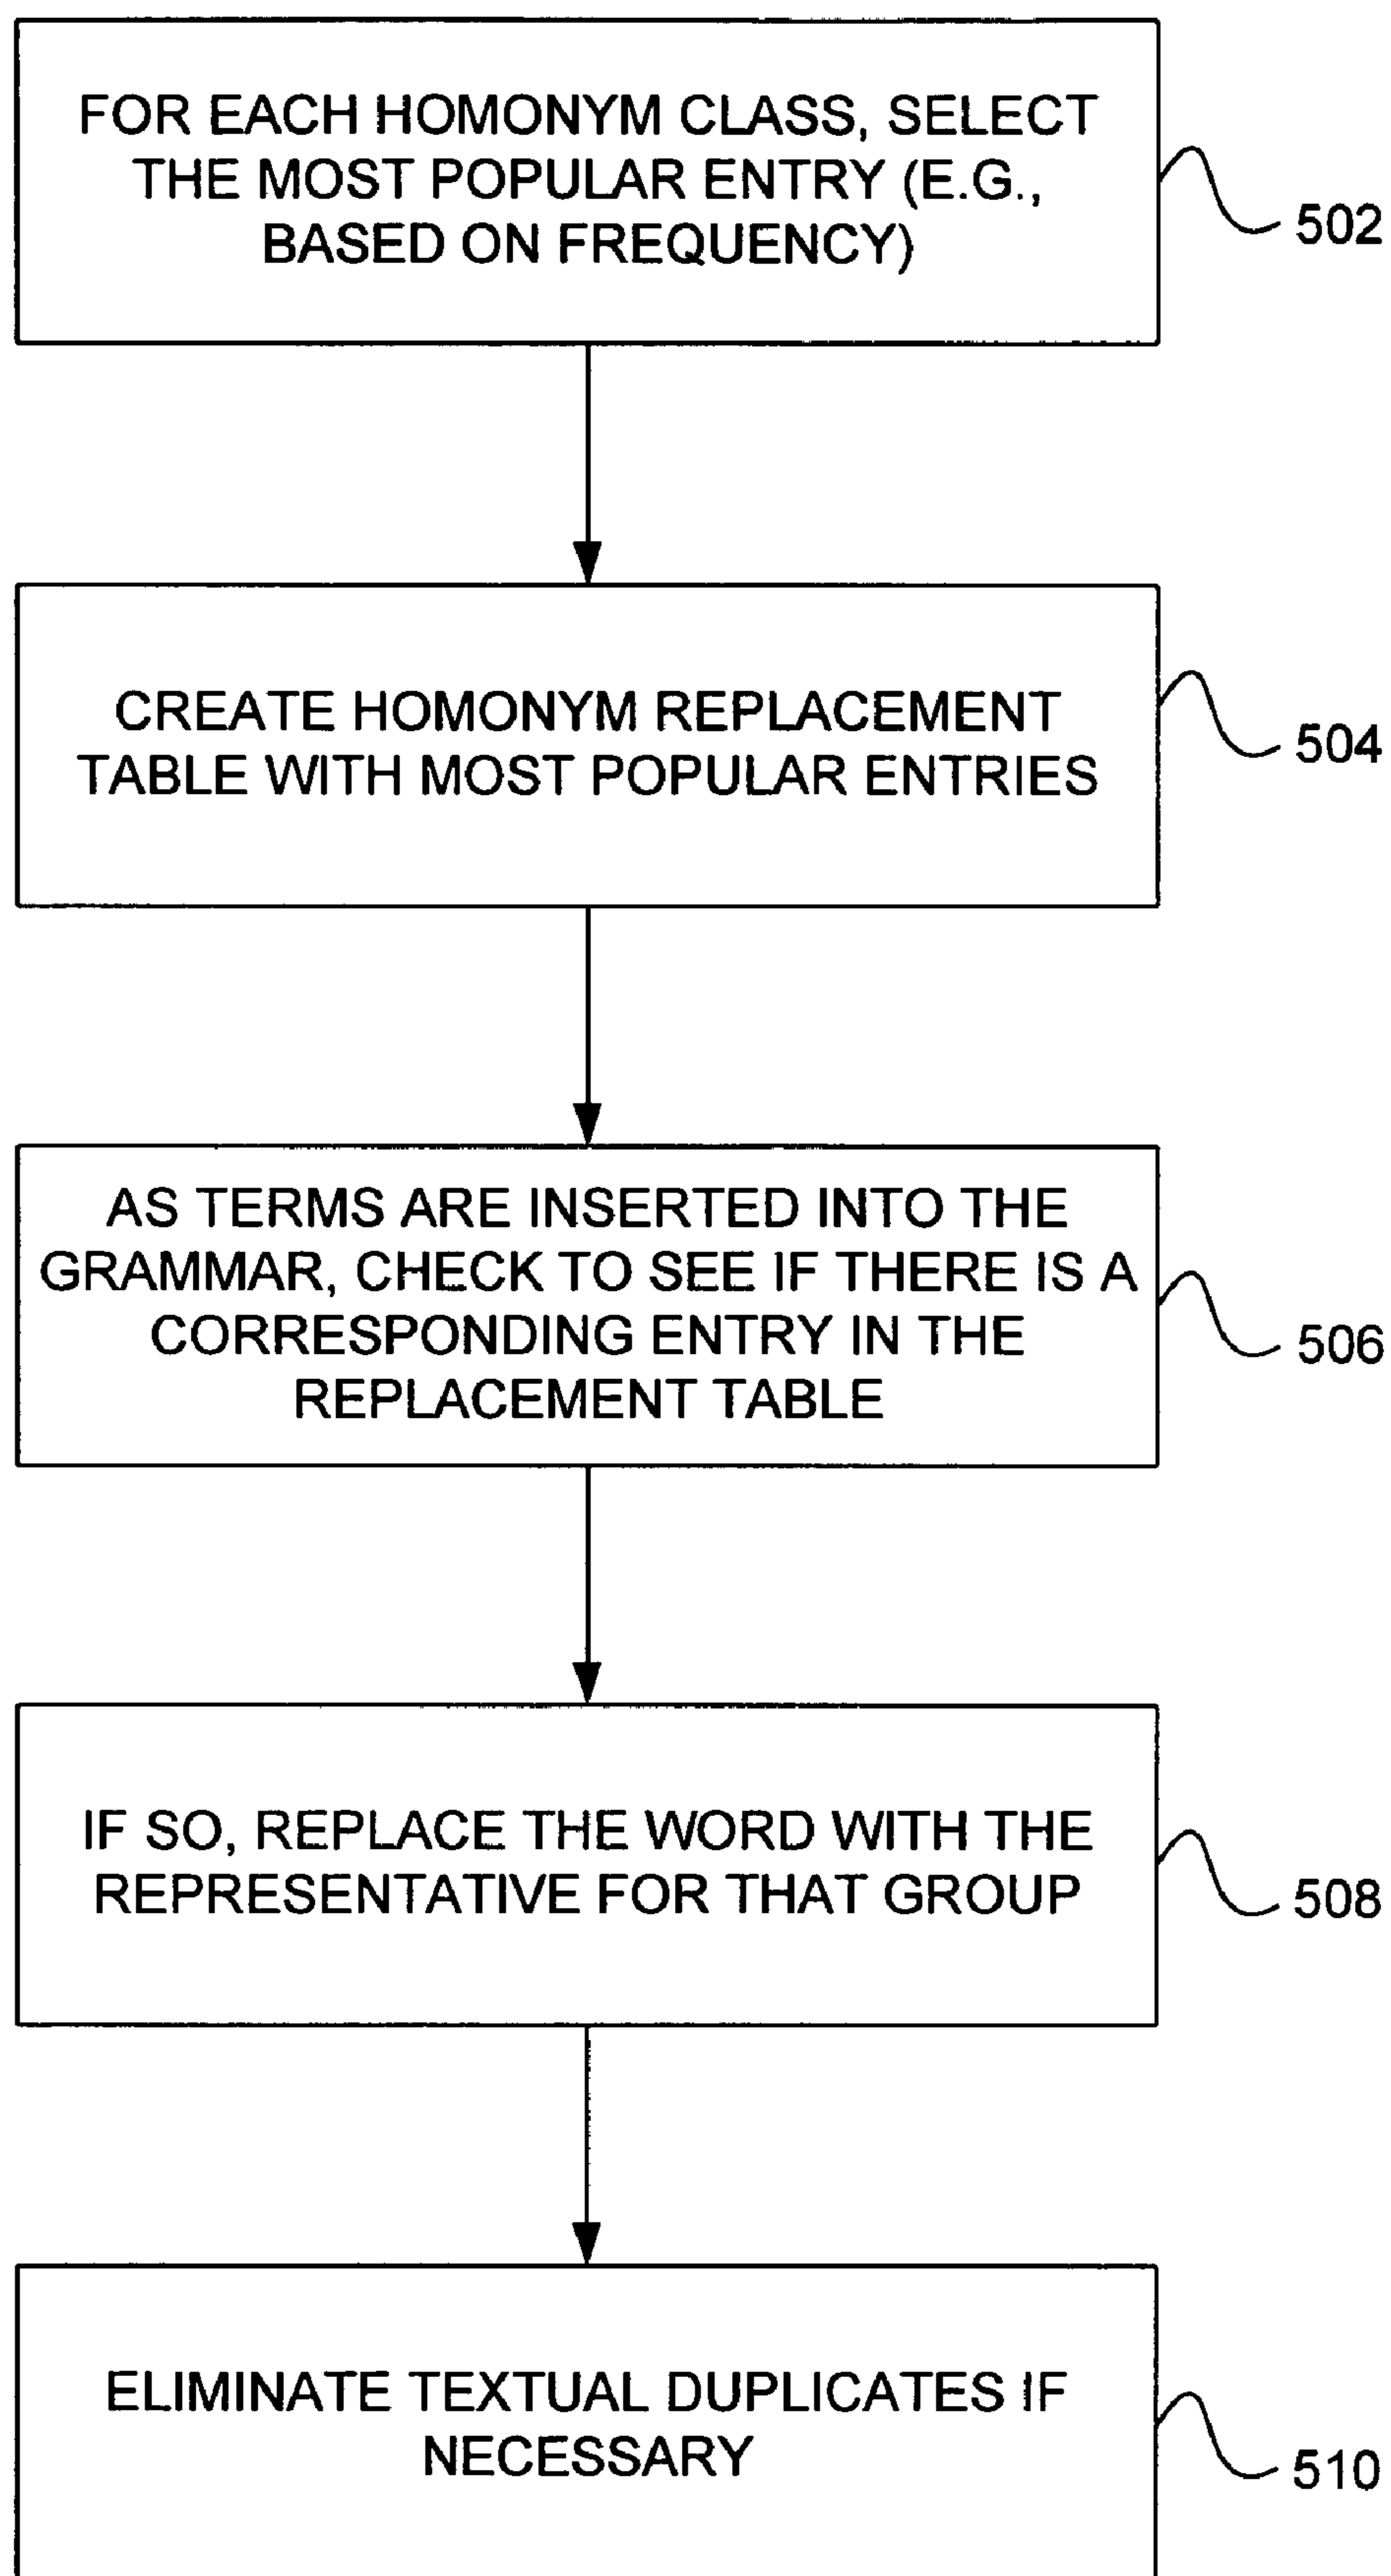 FOR EACH HOMONYM CLASS, SELECT
THE MOST POPULAR ENTRY (E.G.,
BASED ON FREQUENCY)
502
CREATE HOMONYM REPLACEMENT
TABLE WITH MOST POPULAR ENTRIES
504
AS TERMS ARE INSERTED INTO THE
GRAMMAR, CHECK TO SEE IF THERE IS A
CORRESPONDING ENTRY IN THE
REPLACEMENT TABLE
506
IF SO, REPLACE THE WORD WITH THE
REPRESENTATIVE FOR THAT GROUP
508
ELIMINATE TEXTUAL DUPLICATES IF
NECESSARY
510